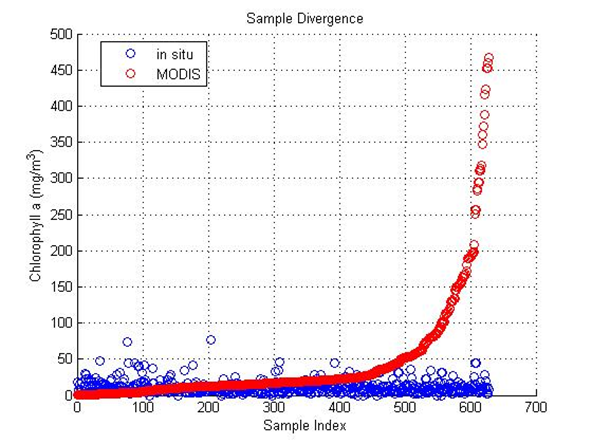 Sample Divergence
500
450
400
350
300
250
200
150
100
50
0
in situ
MODIS
Chlorophyll a (mg/m³)
0 100 200 300 400 500 600 700
Sample Index